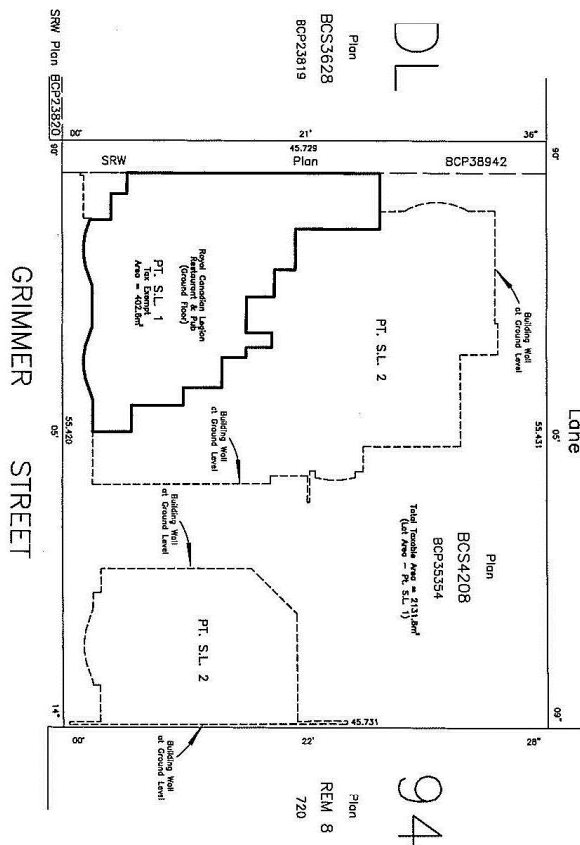 DL
94
Plan
BCS3628
BCP23819
SRW Plan BCP23820
90'
00'
21'
36"
90'
45.729
SRW
Plan
BCP38942
Royal Canadian Legion
Restaurant & Pub
(Ground Floor)
PT. S.L. 1
Tax Exempt
Area = 402.8m²
PT. S.L. 2
Building Wall
at Ground Level
Lane
05'
55.420
55.431
05'
GRIMMER STREET
Building Wall
at Ground Level
Building Wall
at Ground Level
Plan
BCS4208
BCP35354
Total Taxable Area = 2131.8m²
(Lot Area - Pt. S.L. 1)
PT. S.L. 2
Building Wall
at Ground Level
45.731
14"
00'
22'
28"
09"
Plan
REM 8
720